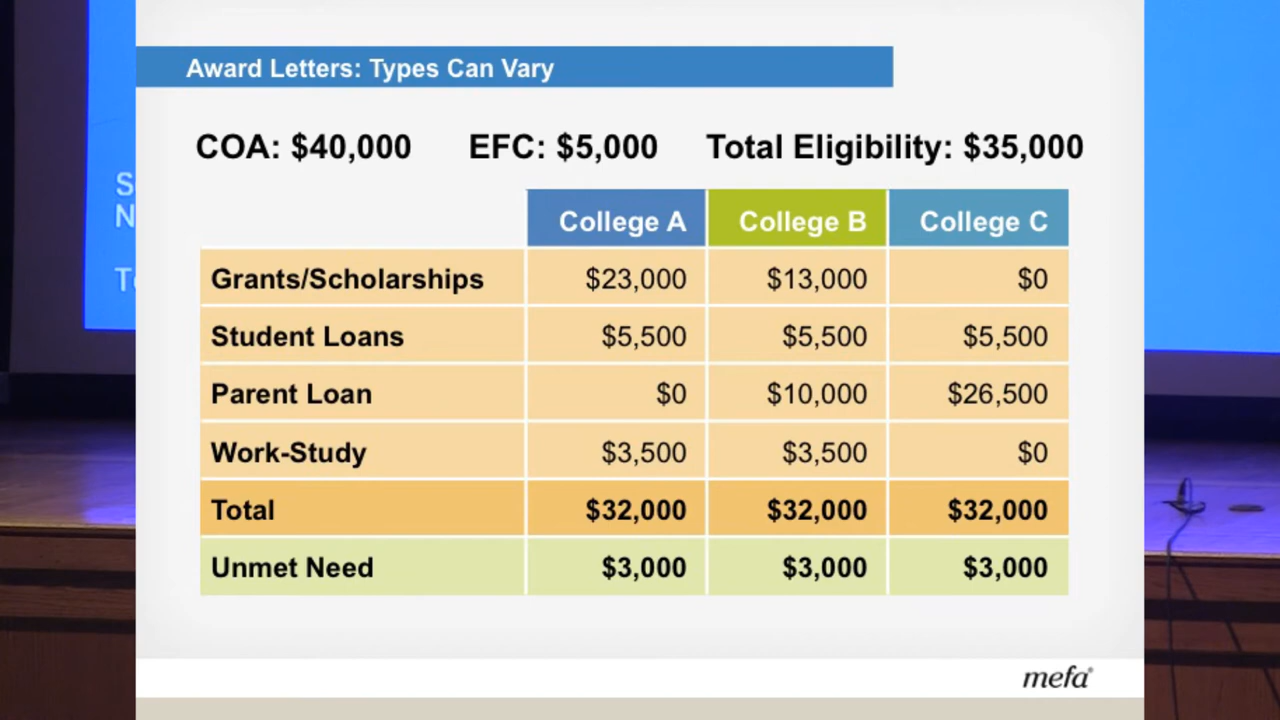 Award Letters: Types Can Vary
COA: $40,000 EFC: $5,000 Total Eligibility: $35,000
College A College B College C
Grants/Scholarships $23,000 $13,000 $0
Student Loans $5,500 $5,500 $5,500
Parent Loan $0 $10,000 $26,500
Work-Study $3,500 $3,500 $0
Total $32,000 $32,000 $32,000
Unmet Need $3,000 $3,000 $3,000
mefa®